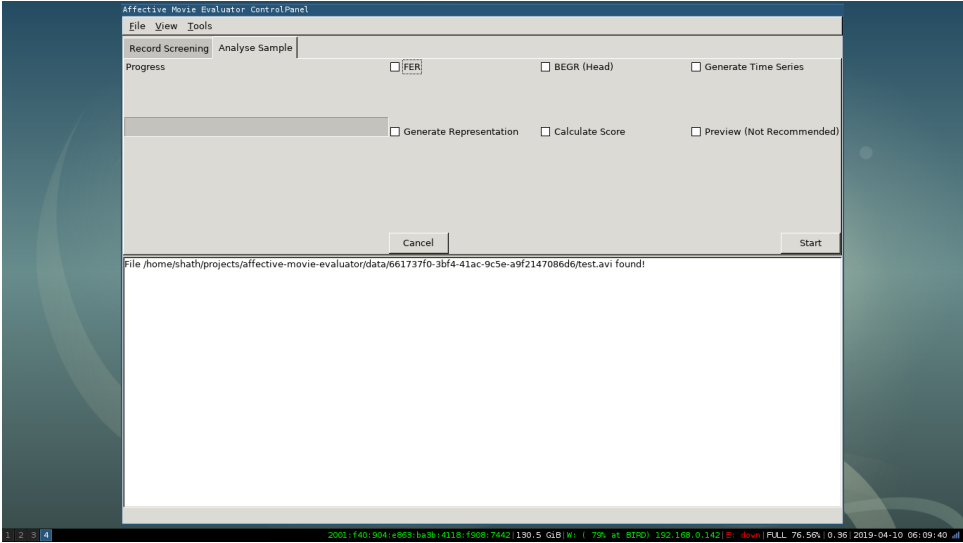 Affective Movie Evaluator ControlPanel
File View Tools
Record Screening Analyse Sample
Progress FER BEGR (Head) Generate Time Series
Generate Representation Calculate Score Preview (Not Recommended)
Cancel Start
File /home/shath/projects/affective-movie-evaluator/data/661737f0-3bf4-41ac-9c5e-a9f2147086d6/test.avi found!
1 2 3 4 2001:f40:904:e869:ba3b:4118:f908:7442|130.5 GiB|W: ( 79% at BIRD) 192.168.0.142|E: down|FULL 76.56%|0.36|2019-04-10 06:09:40